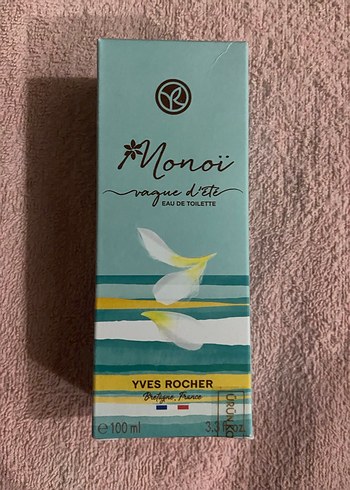 Monoï
vague d'été
EAU DE TOILETTE
YVES ROCHER
Bretagne, France
℮ 100 ml
3.3 fl.oz.